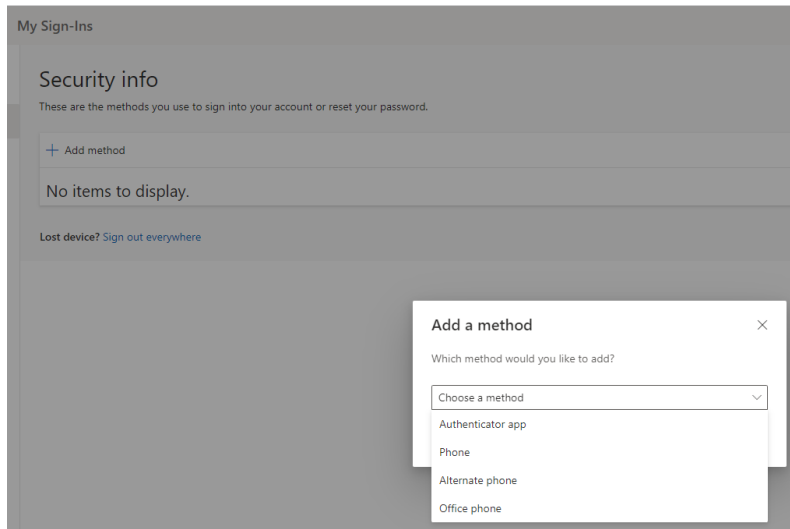 My Sign-Ins
Security info
These are the methods you use to sign into your account or reset your password.
+ Add method
No items to display.
Lost device? Sign out everywhere
Add a method
Which method would you like to add?
Choose a method
Authenticator app
Phone
Alternate phone
Office phone